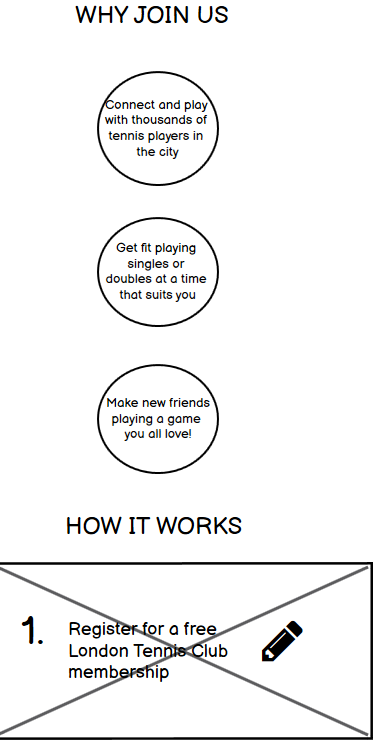 WHY JOIN US
Connect and play
with thousands of
tennis players in
the city
Get fit playing
singles or
doubles at a time
that suits you
Make new friends
playing a game
you all love!
HOW IT WORKS
1.
Register for a free
London Tennis Club
membership